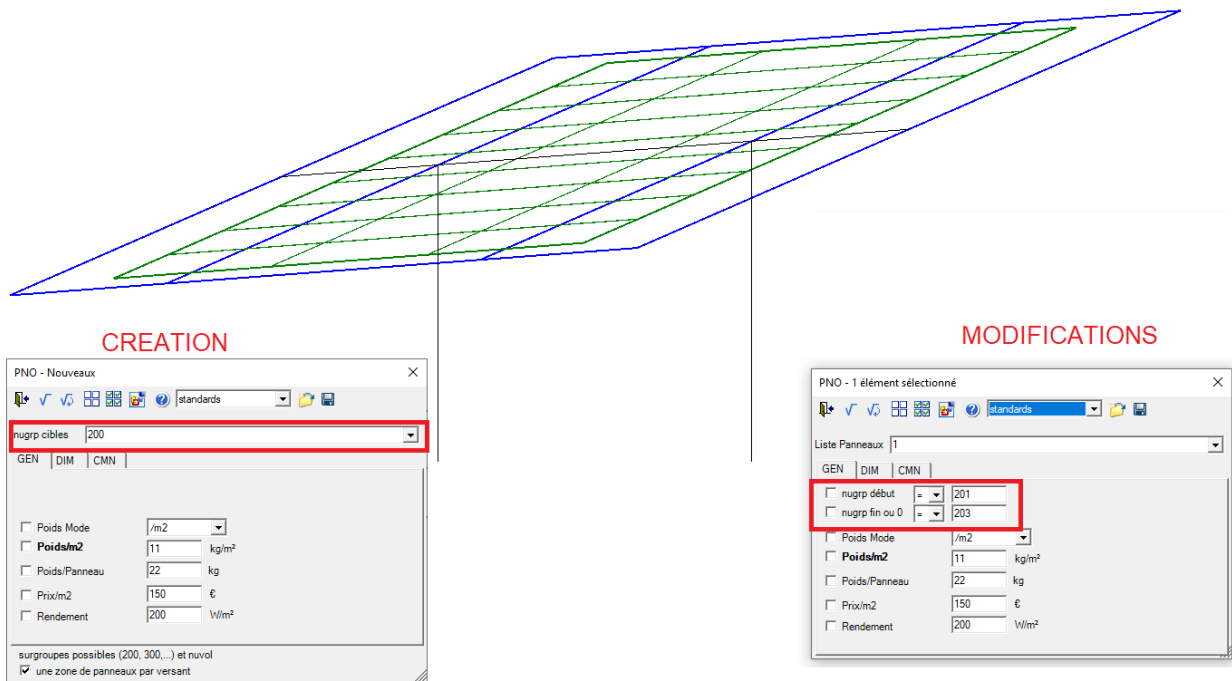 CREATION
PNO - Nouveaux
standards
nugrp cibles 200
GEN DIM CMN
Poids Mode /m2
Poids/m2 11 kg/m²
Poids/Panneau 22 kg
Prix/m2 150 €
Rendement 200 W/m²
surgroupes possibles (200, 300,...) et nuvol
une zone de panneaux par versant
MODIFICATIONS
PNO - 1 élément sélectionné
standards
Liste Panneaux 1
GEN DIM CMN
nugrp début = 201
nugrp fin ou 0 = 203
Poids Mode /m2
Poids/m2 11 kg/m²
Poids/Panneau 22 kg
Prix/m2 150 €
Rendement 200 W/m²